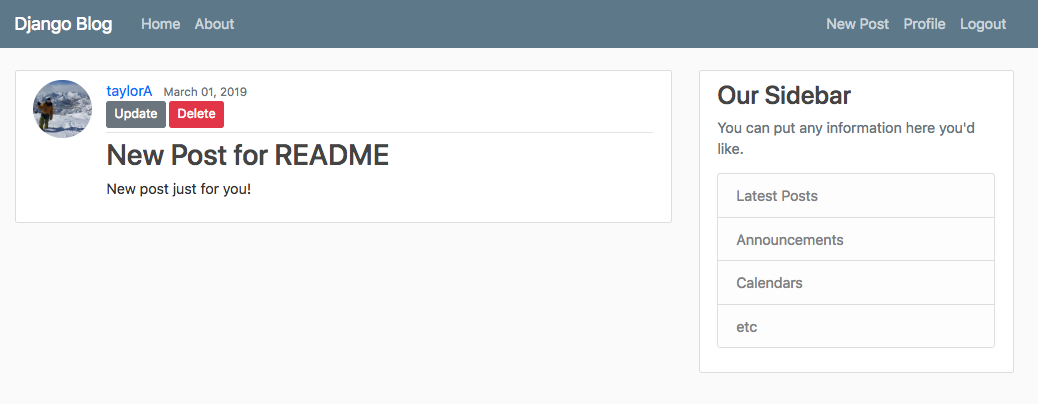 Django Blog Home About New Post Profile Logout
taylorA March 01, 2019
Update Delete
New Post for README
New post just for you!
Our Sidebar
You can put any information here you'd
like.
Latest Posts
Announcements
Calendars
etc